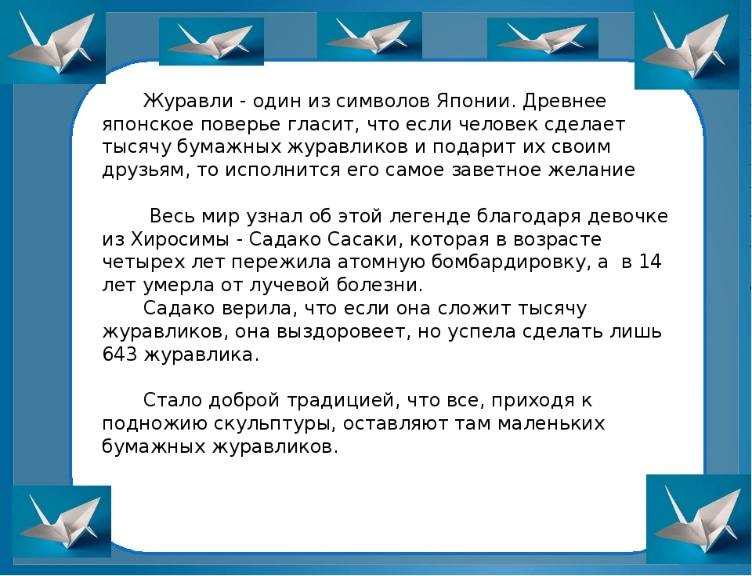 Журавли - один из символов Японии. Древнее
японское поверье гласит, что если человек сделает
тысячу бумажных журавликов и подарит их своим
друзьям, то исполнится его самое заветное желание
Весь мир узнал об этой легенде благодаря девочке
из Хиросимы - Садако Сасаки, которая в возрасте
четырех лет пережила атомную бомбардировку, а в 14
лет умерла от лучевой болезни.
Садако верила, что если она сложит тысячу
журавликов, она выздоровеет, но успела сделать лишь
643 журавлика.
Стало доброй традицией, что все, приходя к
подножию скульптуры, оставляют там маленьких
бумажных журавликов.